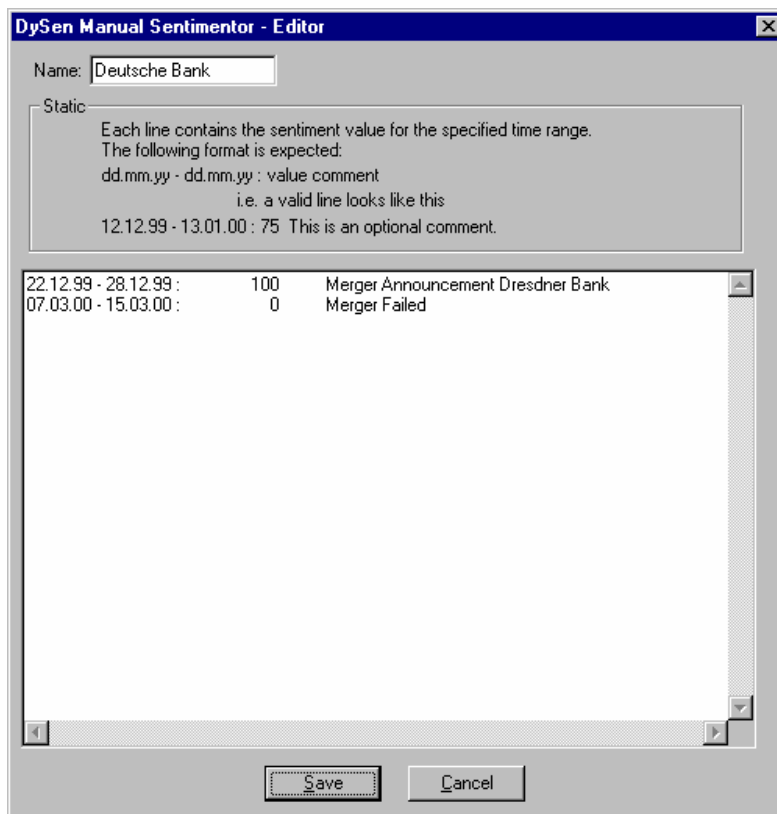 DySen Manual Sentimentor - Editor
Name: Deutsche Bank
Static
Each line contains the sentiment value for the specified time range.
The following format is expected:
dd.mm.yy - dd.mm.yy : value comment
i.e. a valid line looks like this
12.12.99 - 13.01.00 : 75 This is an optional comment.
22.12.99 - 28.12.99 : 100 Merger Announcement Dresdner Bank
07.03.00 - 15.03.00 : 0 Merger Failed
Save Cancel